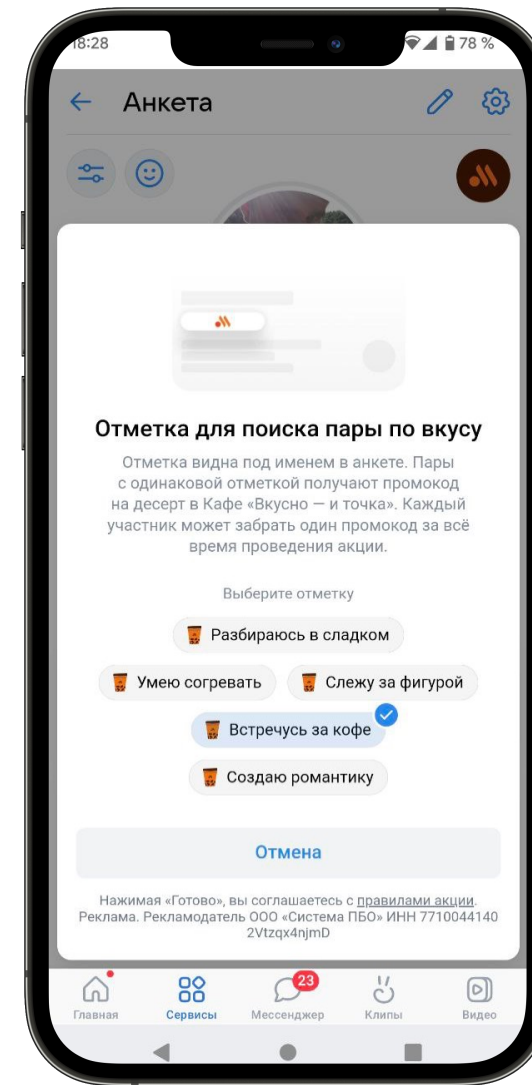 18:28
78 %
Анкета
Отметка для поиска пары по вкусу
Отметка видна под именем в анкете. Пары
с одинаковой отметкой получают промокод
на десерт в Кафе «Вкусно — и точка». Каждый
участник может забрать один промокод за всё
время проведения акции.
Выберите отметку
Разбираюсь в сладком
Умею согревать
Слежу за фигурой
Встречусь за кофе
Создаю романтику
Отмена
Нажимая «Готово», вы соглашаетесь с правилами акции.
Реклама. Рекламодатель ООО «Система ПБО» ИНН 7710044140
2Vtzqx4njmD
23
Главная
Сервисы
Мессенджер
Клипы
Видео